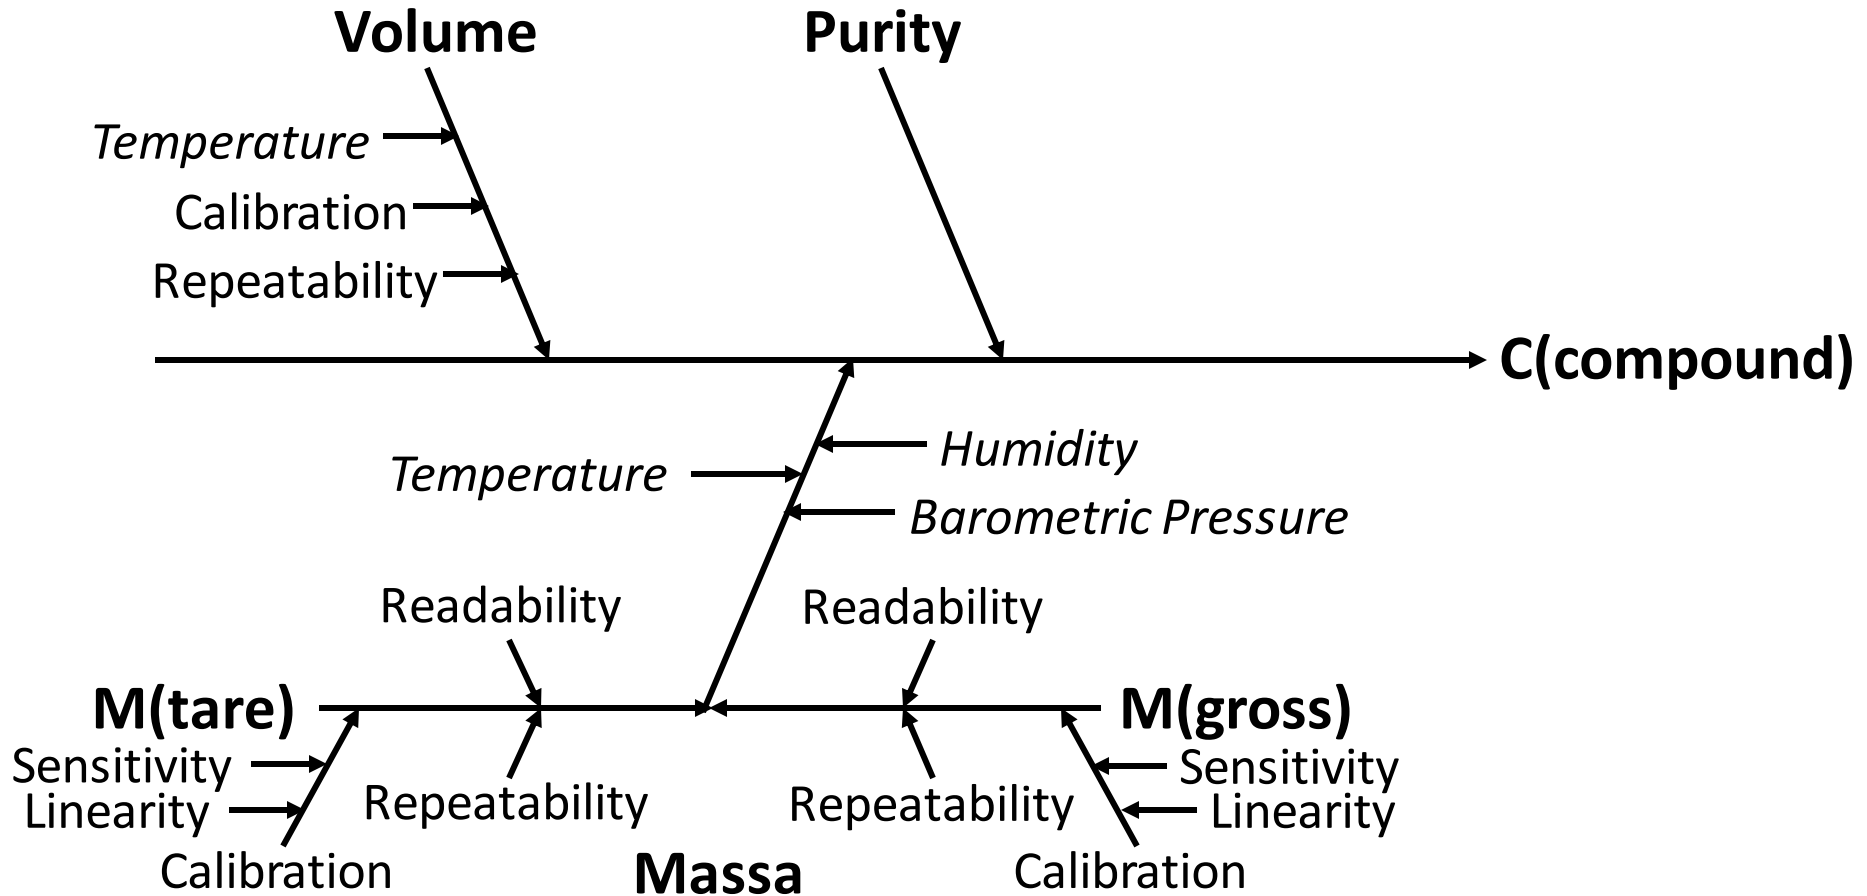 Volume
Purity
Temperature
Calibration
Repeatability
C(compound)
Humidity
Temperature
Barometric Pressure
Readability
Readability
M(tare)
M(gross)
Sensitivity
Sensitivity
Linearity
Repeatability
Repeatability
Linearity
Calibration
Massa
Calibration